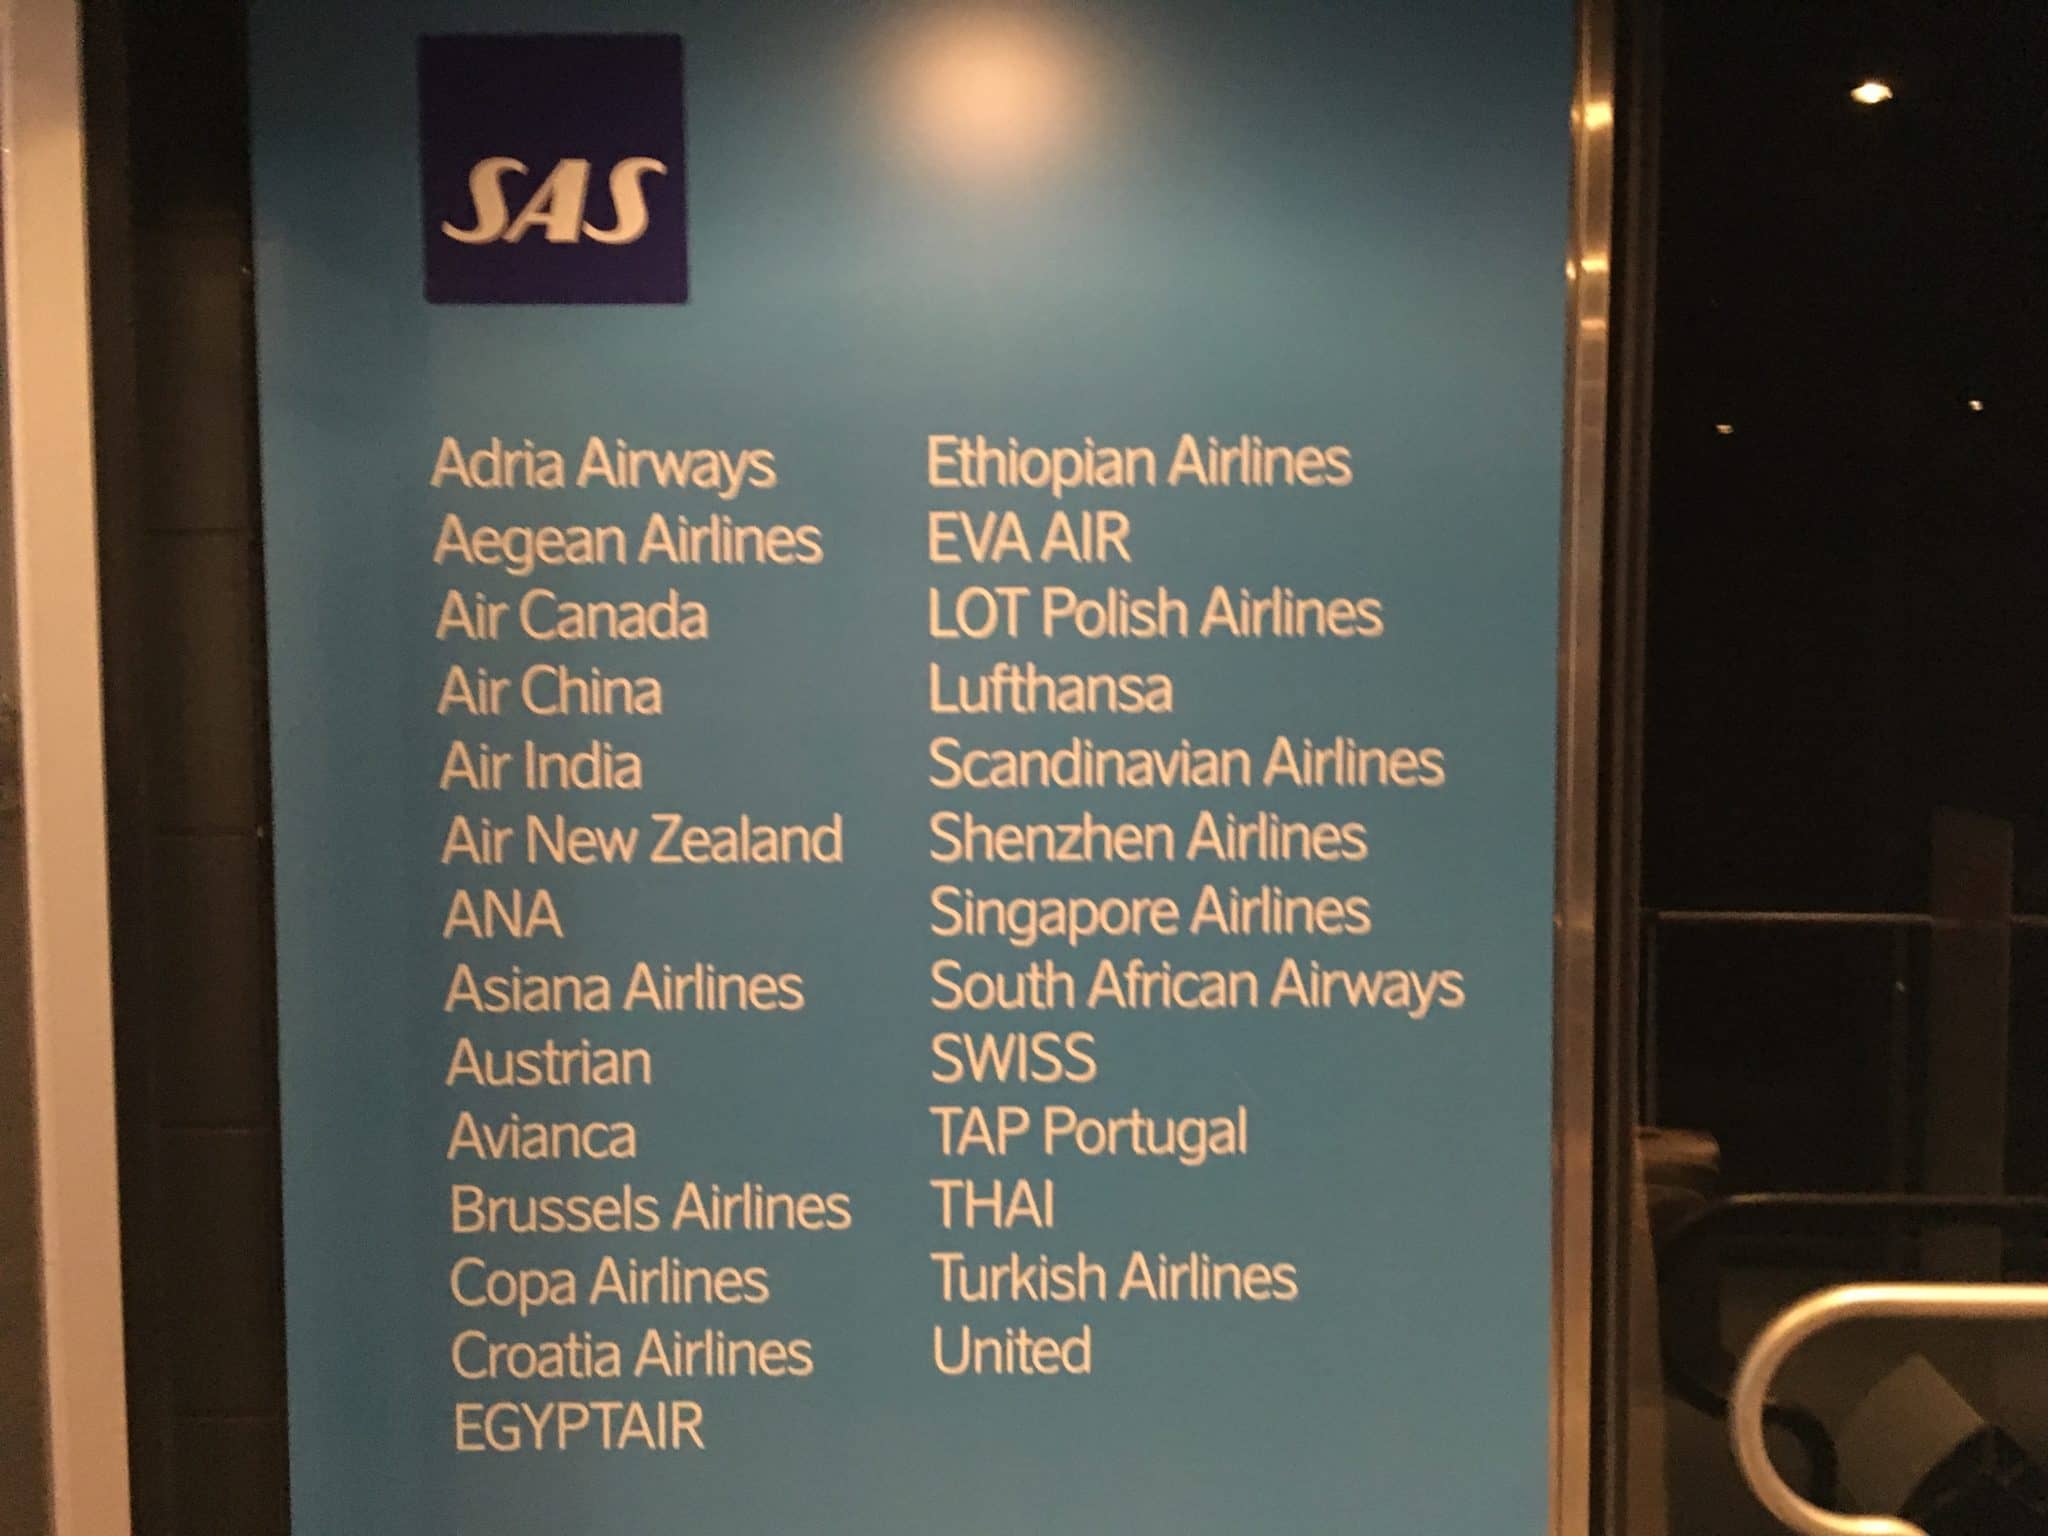 SAS
Adria Airways
Aegean Airlines
Air Canada
Air China
Air India
Air New Zealand
ANA
Asiana Airlines
Austrian
Avianca
Brussels Airlines
Copa Airlines
Croatia Airlines
EGYPTAIR
Ethiopian Airlines
EVA AIR
LOT Polish Airlines
Lufthansa
Scandinavian Airlines
Shenzhen Airlines
Singapore Airlines
South African Airways
SWISS
TAP Portugal
THAI
Turkish Airlines
United